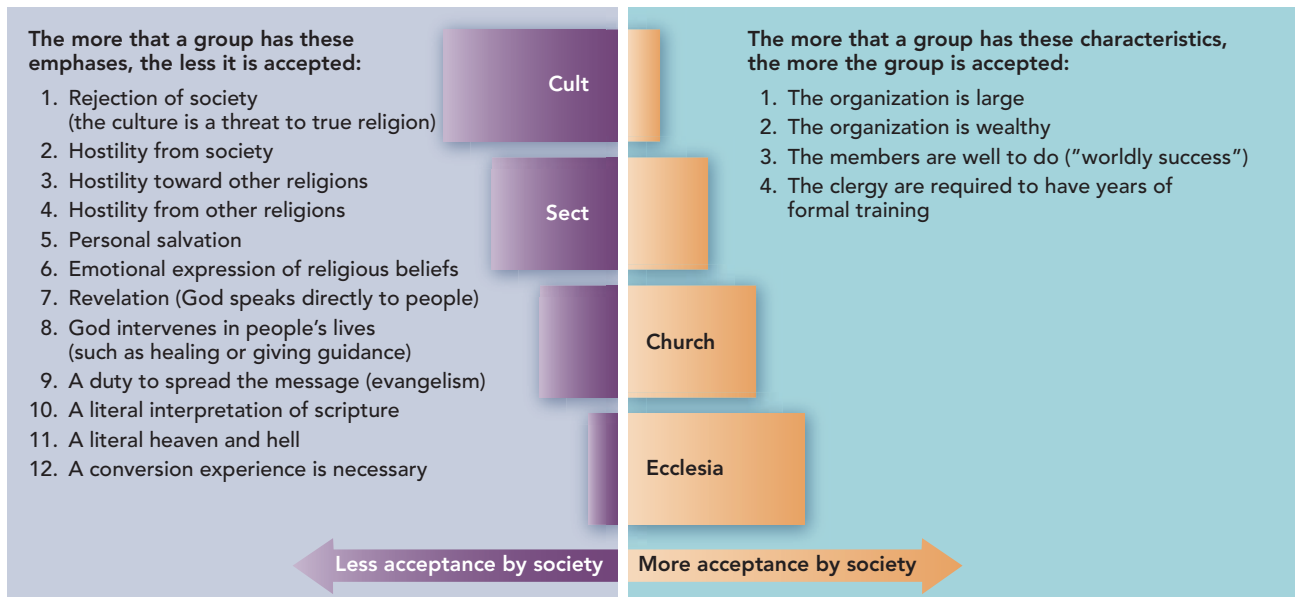 The more that a group has these
emphases, the less it is accepted:
1. Rejection of society
(the culture is a threat to true religion)
2. Hostility from society
3. Hostility toward other religions
4. Hostility from other religions
5. Personal salvation
6. Emotional expression of religious beliefs
7. Revelation (God speaks directly to people)
8. God intervenes in people’s lives
(such as healing or giving guidance)
9. A duty to spread the message (evangelism)
10. A literal interpretation of scripture
11. A literal heaven and hell
12. A conversion experience is necessary
Cult
Sect
Church
Ecclesia
The more that a group has these characteristics,
the more the group is accepted:
1. The organization is large
2. The organization is wealthy
3. The members are well to do (”worldly success”)
4. The clergy are required to have years of
formal training
Less acceptance by society
More acceptance by society